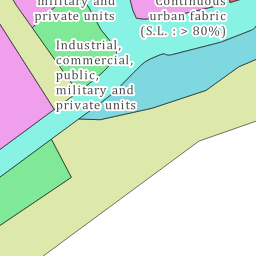 military and
private units
Continuous
urban fabric
(S.L. : > 80%)
Industrial,
commercial,
public,
military and
private units